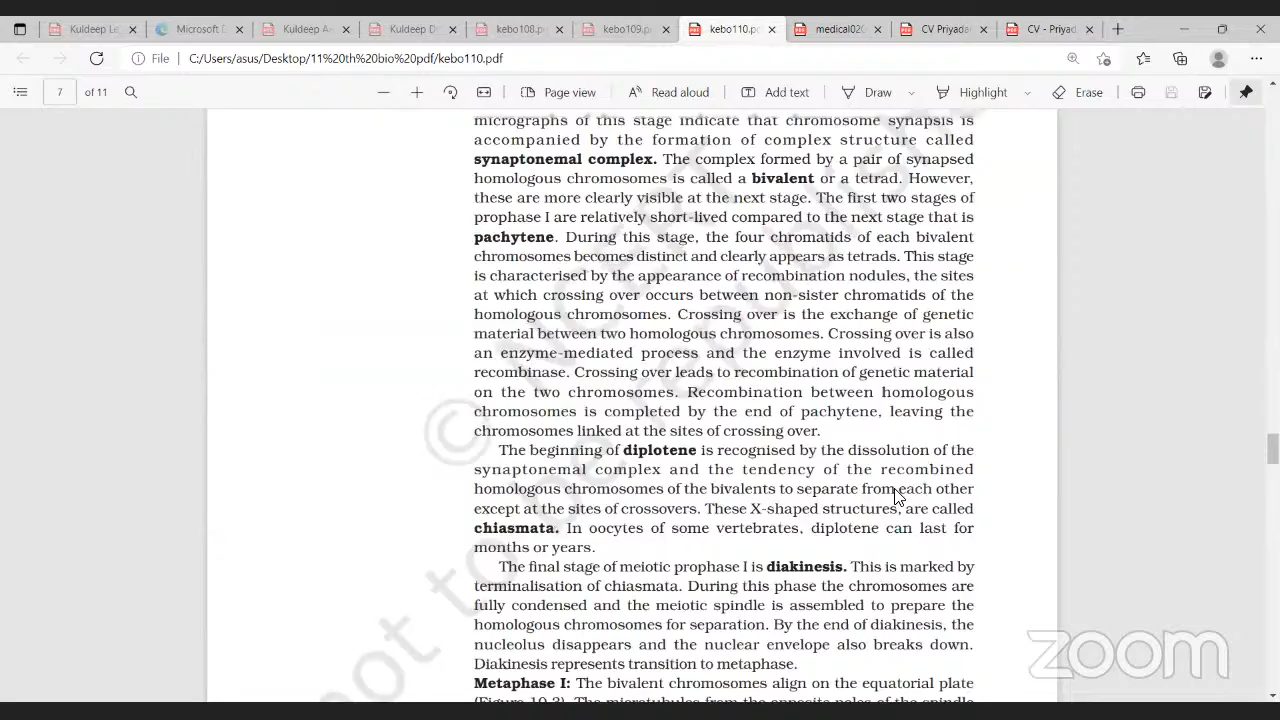 Kuldeep Le
Microsoft
Kuldeep A
Kuldeep D
kebo108.p
kebo109.p
kebo110.pd
medical02
CV Priyada
CV - Priyad
File
C:/Users/asus/Desktop/11%20th%20bio%20pdf/kebo110.pdf
7 of 11
Page view
Read aloud
Add text
Draw
Highlight
Erase
micrographs of this stage indicate that chromosome synapsis is
accompanied by the formation of complex structure called
synaptonemal complex. The complex formed by a pair of synapsed
homologous chromosomes is called a bivalent or a tetrad. However,
these are more clearly visible at the next stage. The first two stages of
prophase I are relatively short-lived compared to the next stage that is
pachytene. During this stage, the four chromatids of each bivalent
chromosomes becomes distinct and clearly appears as tetrads. This stage
is characterised by the appearance of recombination nodules, the sites
at which crossing over occurs between non-sister chromatids of the
homologous chromosomes. Crossing over is the exchange of genetic
material between two homologous chromosomes. Crossing over is also
an enzyme-mediated process and the enzyme involved is called
recombinase. Crossing over leads to recombination of genetic material
on the two chromosomes. Recombination between homologous
chromosomes is completed by the end of pachytene, leaving the
chromosomes linked at the sites of crossing over.
The beginning of diplotene is recognised by the dissolution of the
synaptonemal complex and the tendency of the recombined
homologous chromosomes of the bivalents to separate from each other
except at the sites of crossovers. These X-shaped structures, are called
chiasmata. In oocytes of some vertebrates, diplotene can last for
months or years.
The final stage of meiotic prophase I is diakinesis. This is marked by
terminalisation of chiasmata. During this phase the chromosomes are
fully condensed and the meiotic spindle is assembled to prepare the
homologous chromosomes for separation. By the end of diakinesis, the
nucleolus disappears and the nuclear envelope also breaks down.
Diakinesis represents transition to metaphase.
Metaphase I: The bivalent chromosomes align on the equatorial plate
(Figure 10.3). The microtubules from the opposite poles of the spindle
© NCERT
not to be republished
zoom